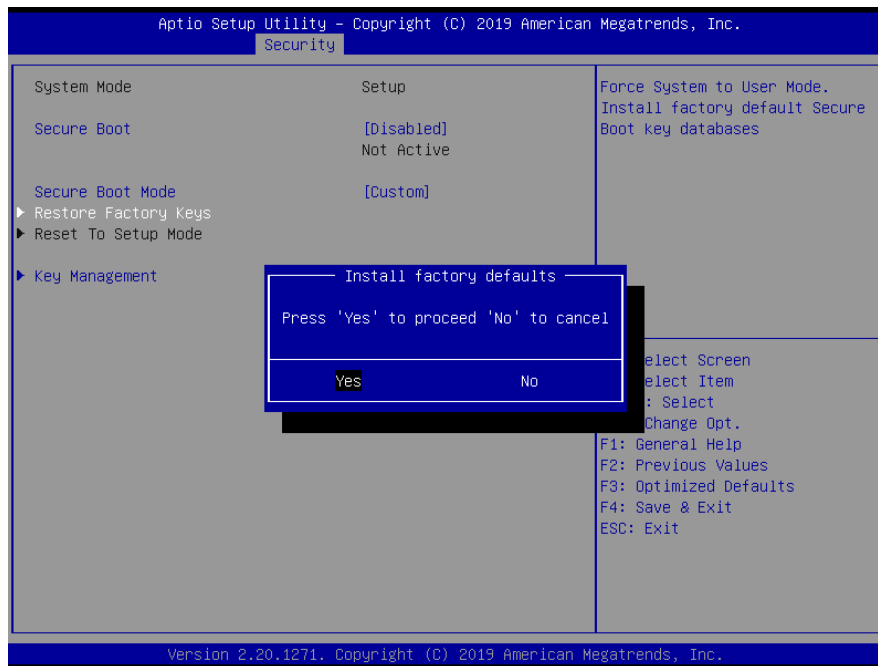 Aptio Setup Utility – Copyright (C) 2019 American Megatrends, Inc.
Security
System Mode Setup
Secure Boot [Disabled]
Not Active
Secure Boot Mode [Custom]
Restore Factory Keys
Reset To Setup Mode
Key Management
Force System to User Mode.
Install factory default Secure
Boot key databases
Install factory defaults
Press 'Yes' to proceed 'No' to cancel
Yes No
elect Screen
elect Item
: Select
Change Opt.
F1: General Help
F2: Previous Values
F3: Optimized Defaults
F4: Save & Exit
ESC: Exit
Version 2.20.1271. Copyright (C) 2019 American Megatrends, Inc.